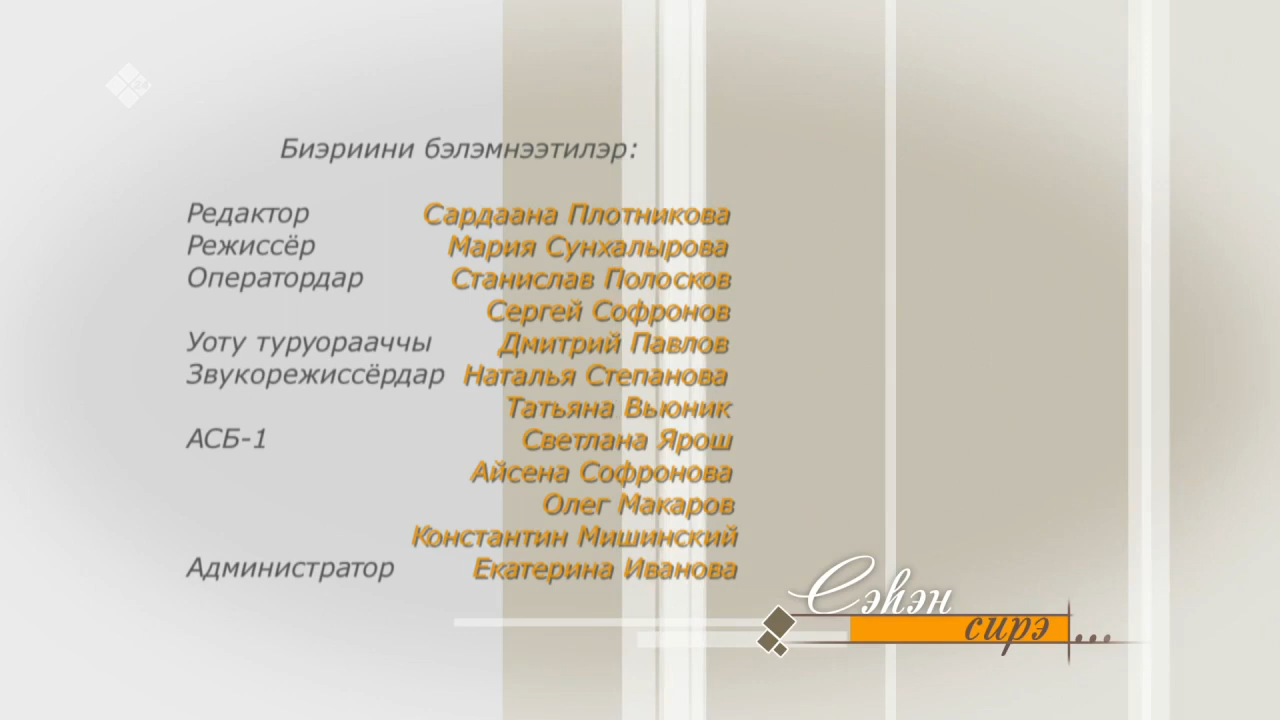 Биэриини бэлэмнээтилэр:
Редактор Сардаана Плотникова
Режиссёр Мария Сунхалырова
Оператордар Станислав Полосков
Сергей Софронов
Уоту туруорааччы Дмитрий Павлов
Звукорежиссёрдар Наталья Степанова
Татьяна Вьюник
АСБ-1 Светлана Ярош
Айсена Софронова
Олег Макаров
Константин Мишинский
Администратор Екатерина Иванова
Сэһэн
сирэ...